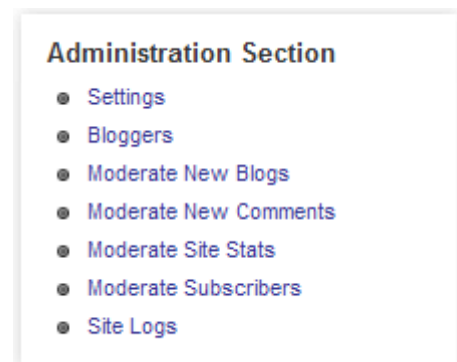 Administration Section
Settings
Bloggers
Moderate New Blogs
Moderate New Comments
Moderate Site Stats
Moderate Subscribers
Site Logs